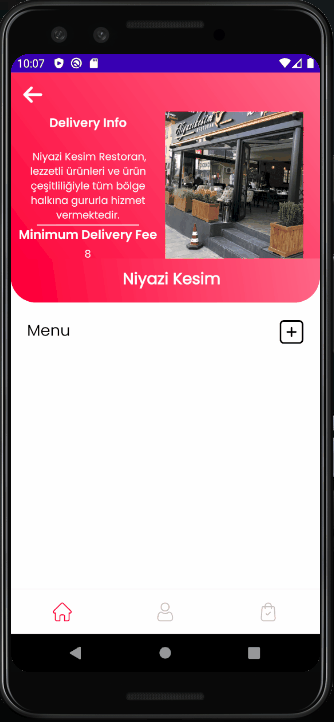 10:07
Delivery Info
Niyazi Kesim Restoran,
lezzetli ürünleri ve ürün
çeşitliliğiyle tüm bölge
halkına gururla hizmet
vermektedir.
Minimum Delivery Fee
8
Niyazi Kesim
Menu